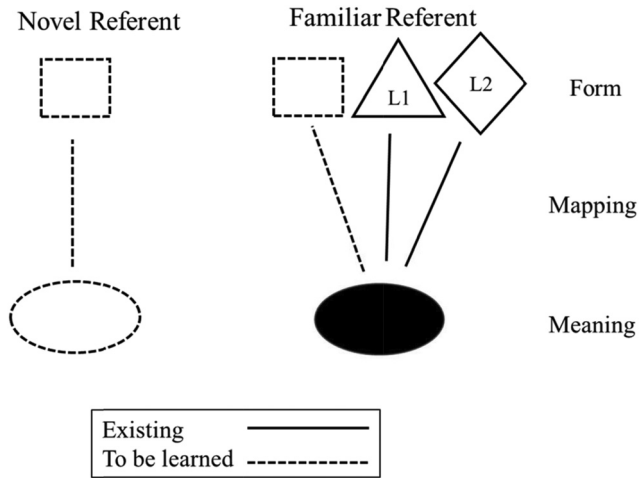 Novel Referent
Familiar Referent
L1
L2
Form
Mapping
Meaning
Existing
To be learned